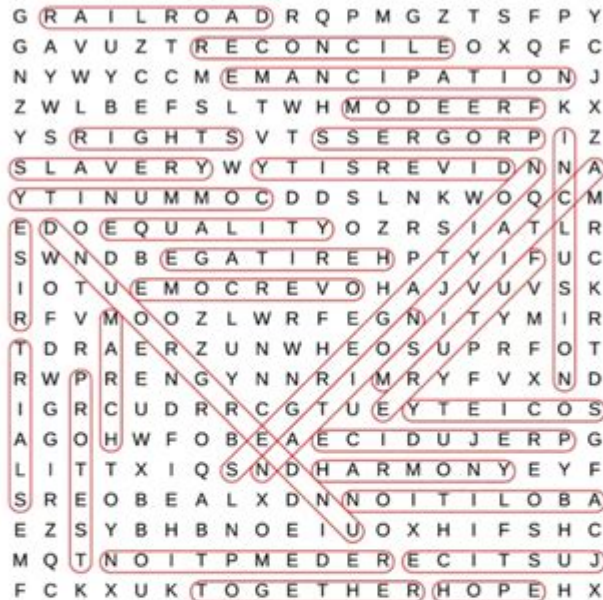 G R A I L R O A D R Q P M G Z T S F P Y
G A V U Z T R E C O N C I L E O X Q F C
N Y W Y C C M E M A N C I P A T I O N J
Z W L B E F S L T W H M O D E E R F K X
Y S R I G H T S V T S S E R G O R P I Z
S L A V E R Y W Y T I S R E V I D N N A
Y T I N U M M O C D D S L N K W O Q C M
E D O E Q U A L I T Y O Z R S I A T L R
S W N D B E G A T I R E H P T Y I F U C
I O T U E M O C R E V O H A J V U V S K
R F V M O O Z L W R F E G N I T Y M I R
T D R A E R Z U N W H E O S U P R F O T
R W P R E N G Y N N R I M R Y F V X N D
I G R C U D R R C G T U E Y T E I C O S
A G O H W F O B E A E C I D U J E R P G
L I T T X I Q S N D H A R M O N Y E Y F
S R E O B E A L X D N N O I T I L O B A
E Z S Y B H B N O E I U O X H I F S H C
M Q T N O I T P M E D E R E C I T S U J
F C K X U K T O G E T H E R H O P E H X